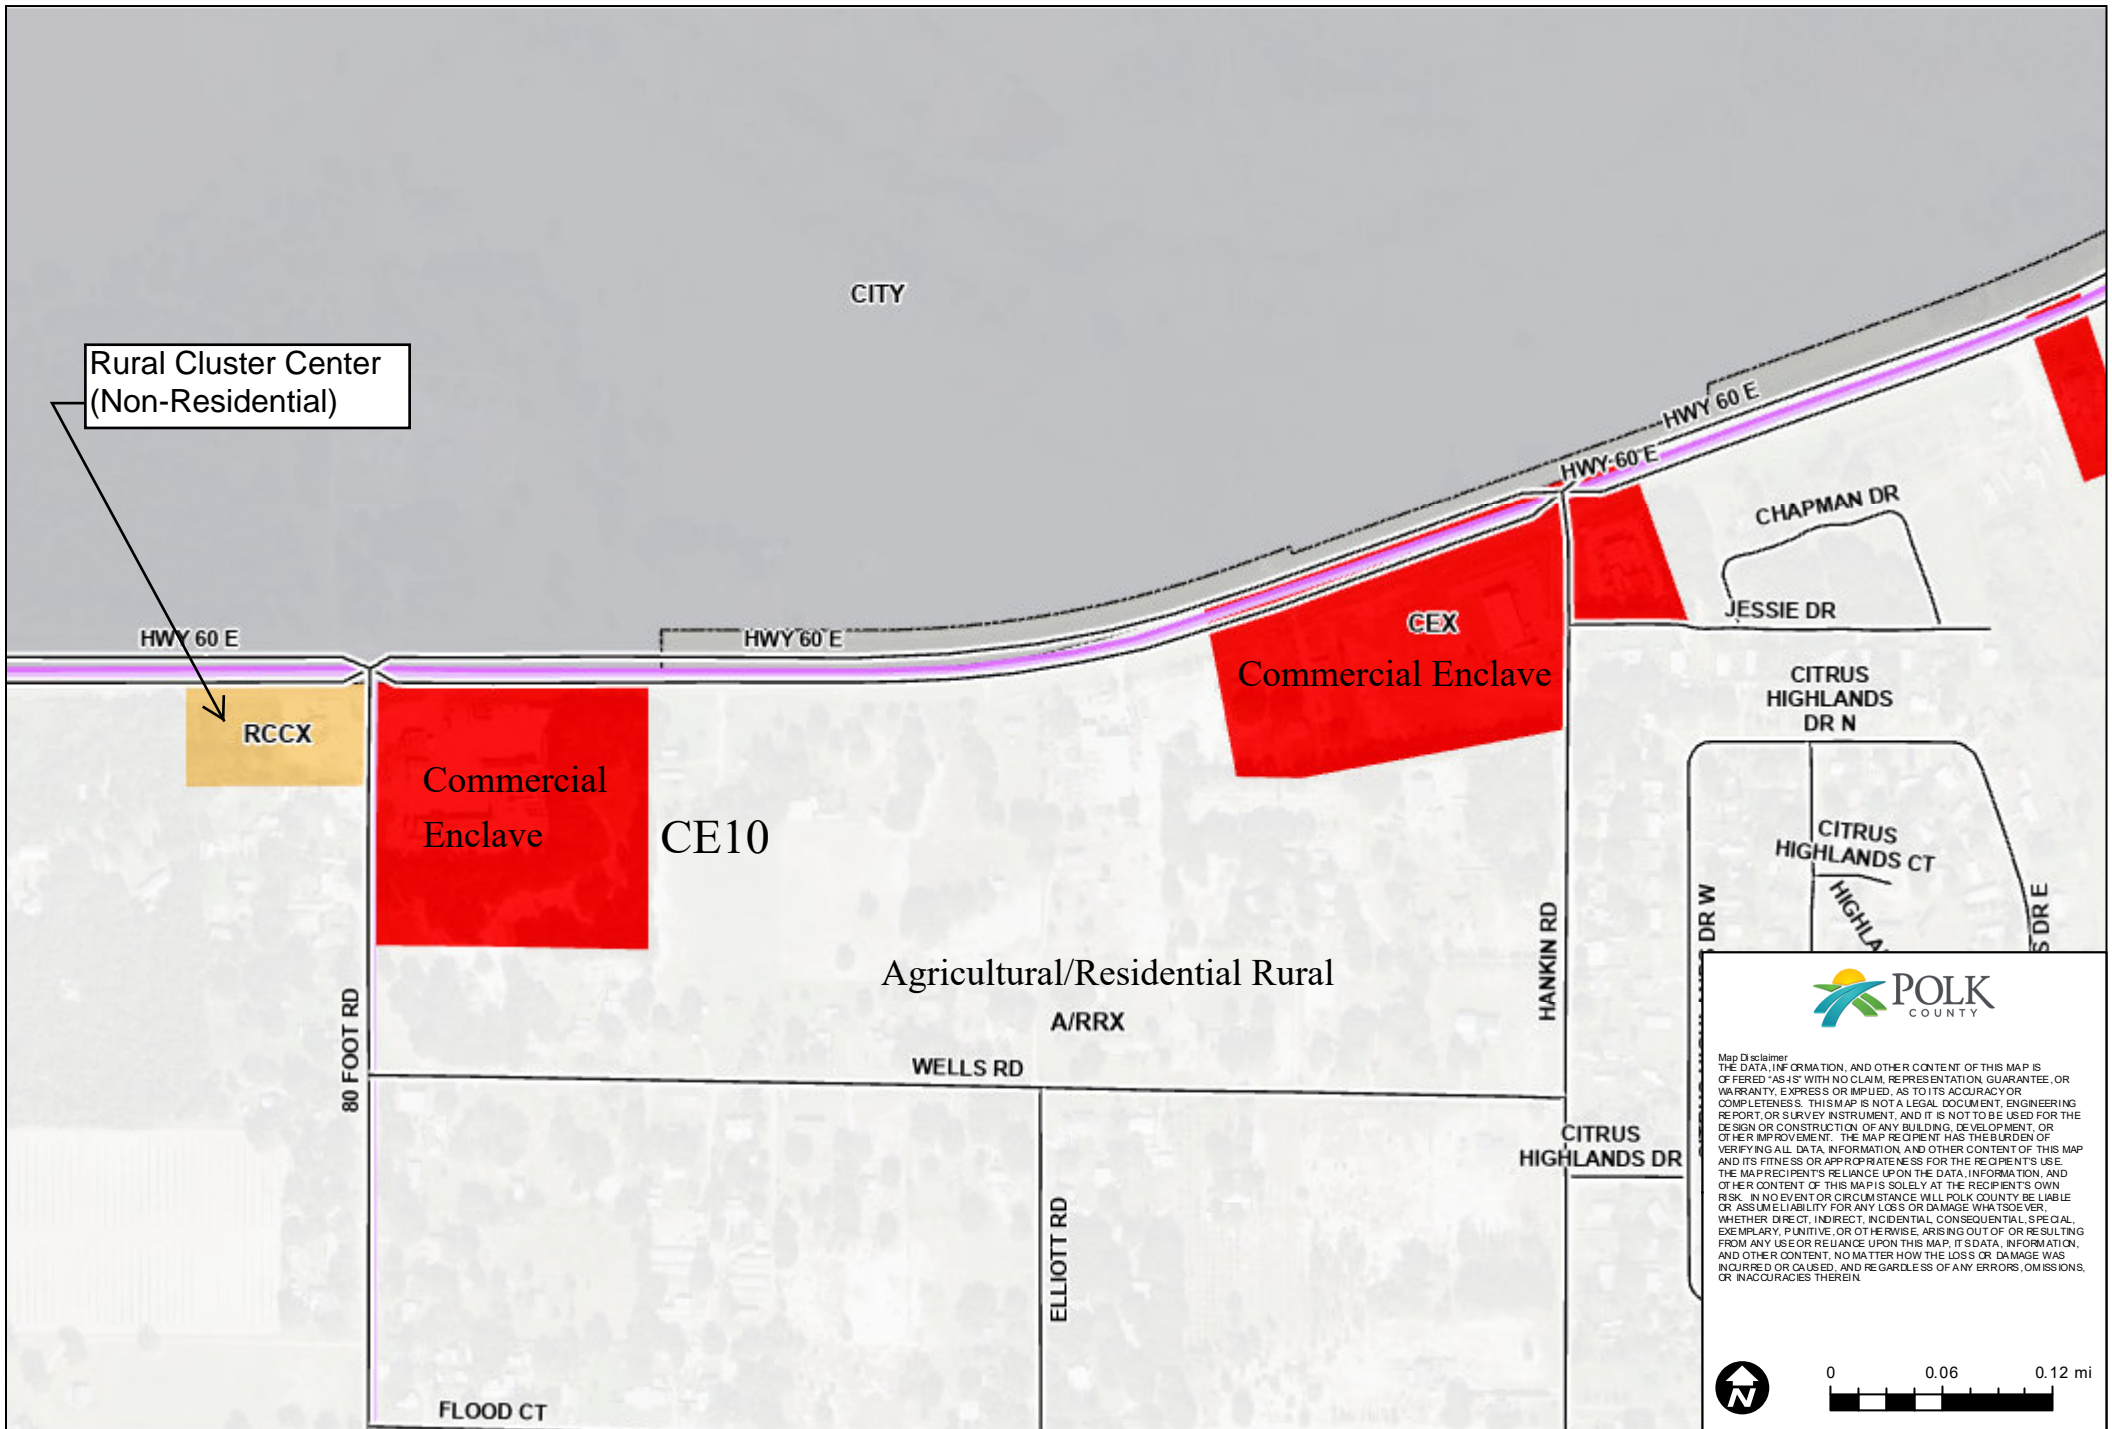 CITY
Rural Cluster Center
(Non-Residential)
HWY 60 E
HWY 60 E
HWY 60 E
HWY 60 E
CHAPMAN DR
JESSIE DR
CEX
Commercial Enclave
RCCX
Commercial
Enclave
CE10
CITRUS
HIGHLANDS
DR N
CITRUS
HIGHLANDS CT
HIGHLA
DR W
S DR E
HANKIN RD
80 FOOT RD
Agricultural/Residential Rural
A/RRX
WELLS RD
CITRUS
HIGHLANDS DR
ELLIOTT RD
FLOOD CT
POLK
COUNTY
Map Disclaimer
THE DATA, INFORMATION, AND OTHER CONTENT OF THIS MAP IS
OFFERED "AS-IS" WITH NO CLAIM, REPRESENTATION, GUARANTEE, OR
WARRANTY, EXPRESS OR IMPLIED, AS TO ITS ACCURACY OR
COMPLETENESS. THIS MAP IS NOT A LEGAL DOCUMENT, ENGINEERING
REPORT, OR SURVEY INSTRUMENT, AND IT IS NOT TO BE USED FOR THE
DESIGN OR CONSTRUCTION OF ANY BUILDING, DEVELOPMENT, OR
OTHER IMPROVEMENT. THE MAP RECIPIENT HAS THE BURDEN OF
VERIFYING ALL DATA, INFORMATION, AND OTHER CONTENT OF THIS MAP
AND ITS FITNESS OR APPROPRIATENESS FOR THE RECIPIENT'S USE.
THE MAP RECIPIENT'S RELIANCE UPON THE DATA, INFORMATION, AND
OTHER CONTENT OF THIS MAP IS SOLELY AT THE RECIPIENT'S OWN
RISK. IN NO EVENT OR CIRCUMSTANCE WILL POLK COUNTY BE LIABLE
OR ASSUME LIABILITY FOR ANY LOSS OR DAMAGE WHATSOEVER,
WHETHER DIRECT, INDIRECT, INCIDENTIAL, CONSEQUENTIAL, SPECIAL,
EXEMPLARY, PUNITIVE, OR OTHERWISE, ARISING OUT OF OR RESULTING
FROM ANY USE OR RELIANCE UPON THIS MAP, ITS DATA, INFORMATION,
AND OTHER CONTENT, NO MATTER HOW THE LOSS OR DAMAGE WAS
INCURRED OR CAUSED, AND REGARDLESS OF ANY ERRORS, OMISSIONS,
OR INACCURACIES THEREIN.
N
0 0.06 0.12 mi